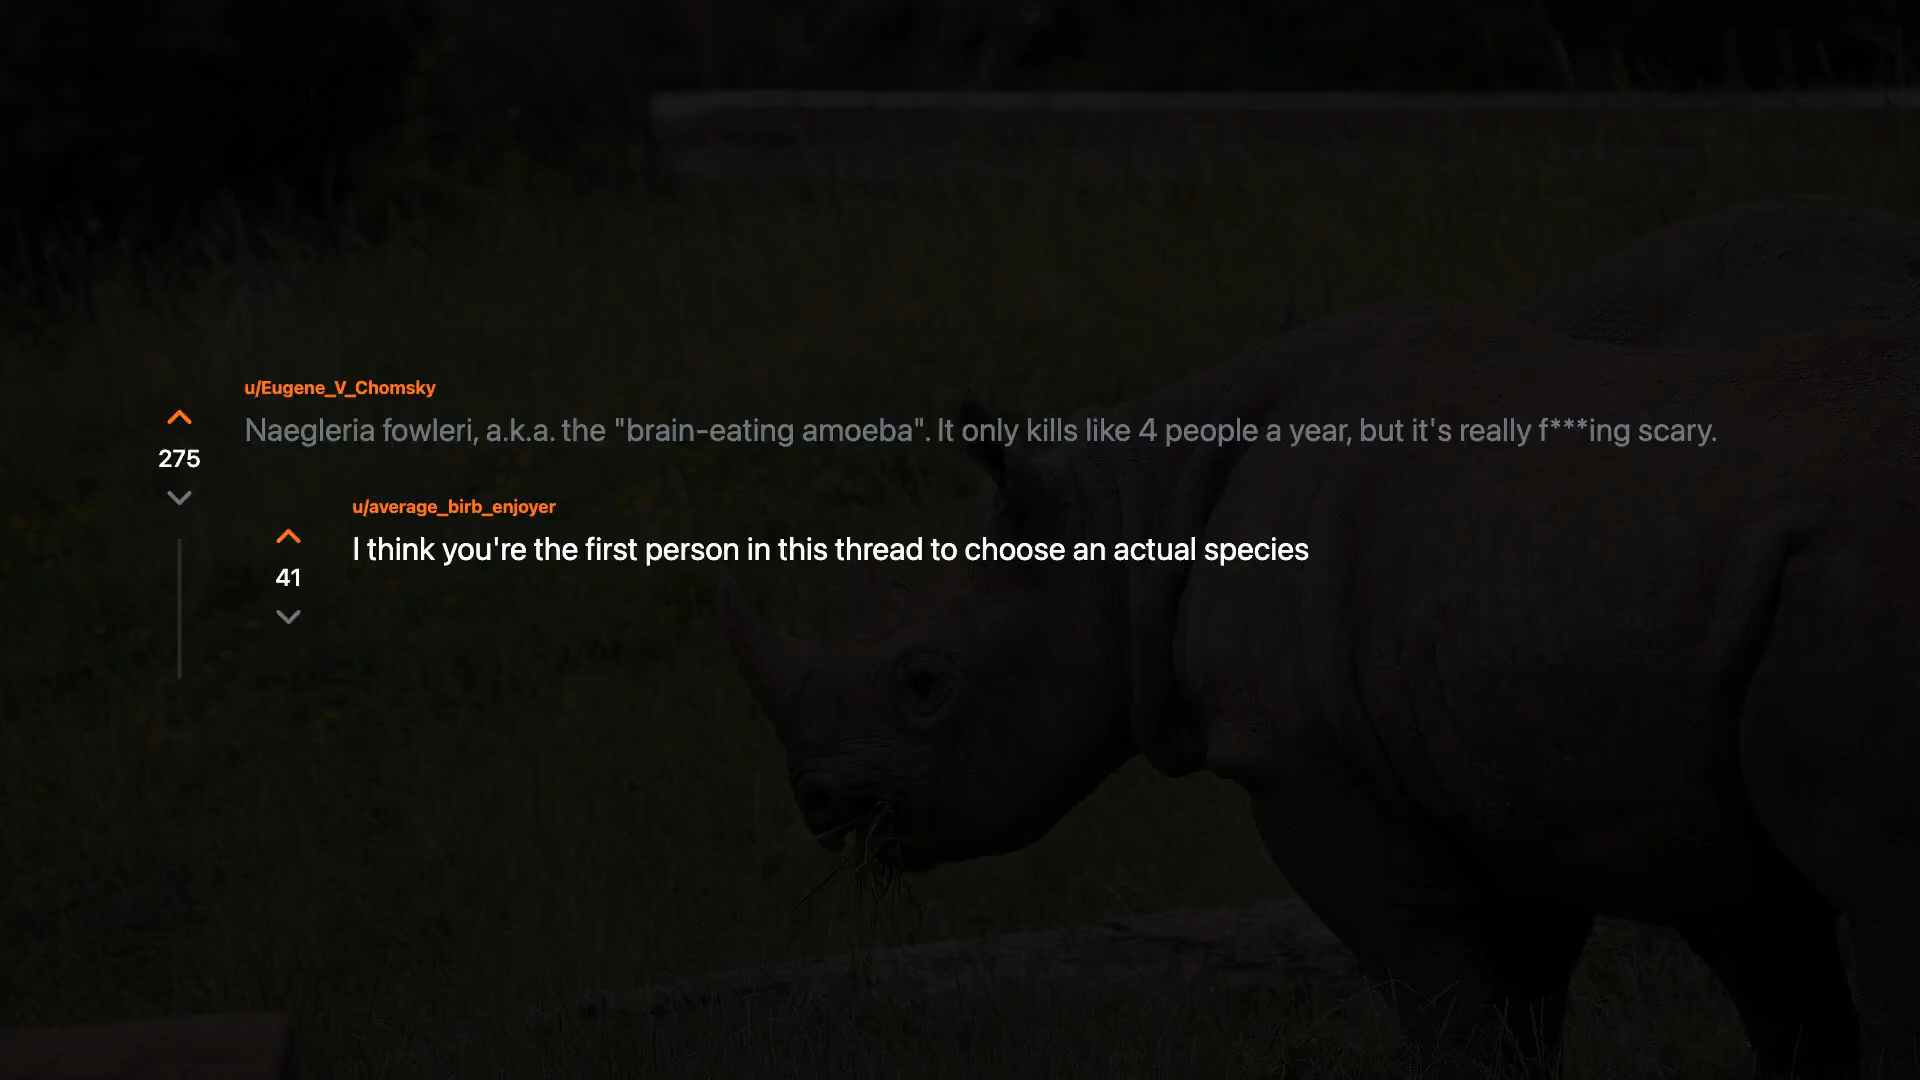 u/Eugene_V_Chomsky
Naegleria fowleri, a.k.a. the "brain-eating amoeba". It only kills like 4 people a year, but it's really f***ing scary.
275
u/average_birb_enjoyer
I think you're the first person in this thread to choose an actual species
41